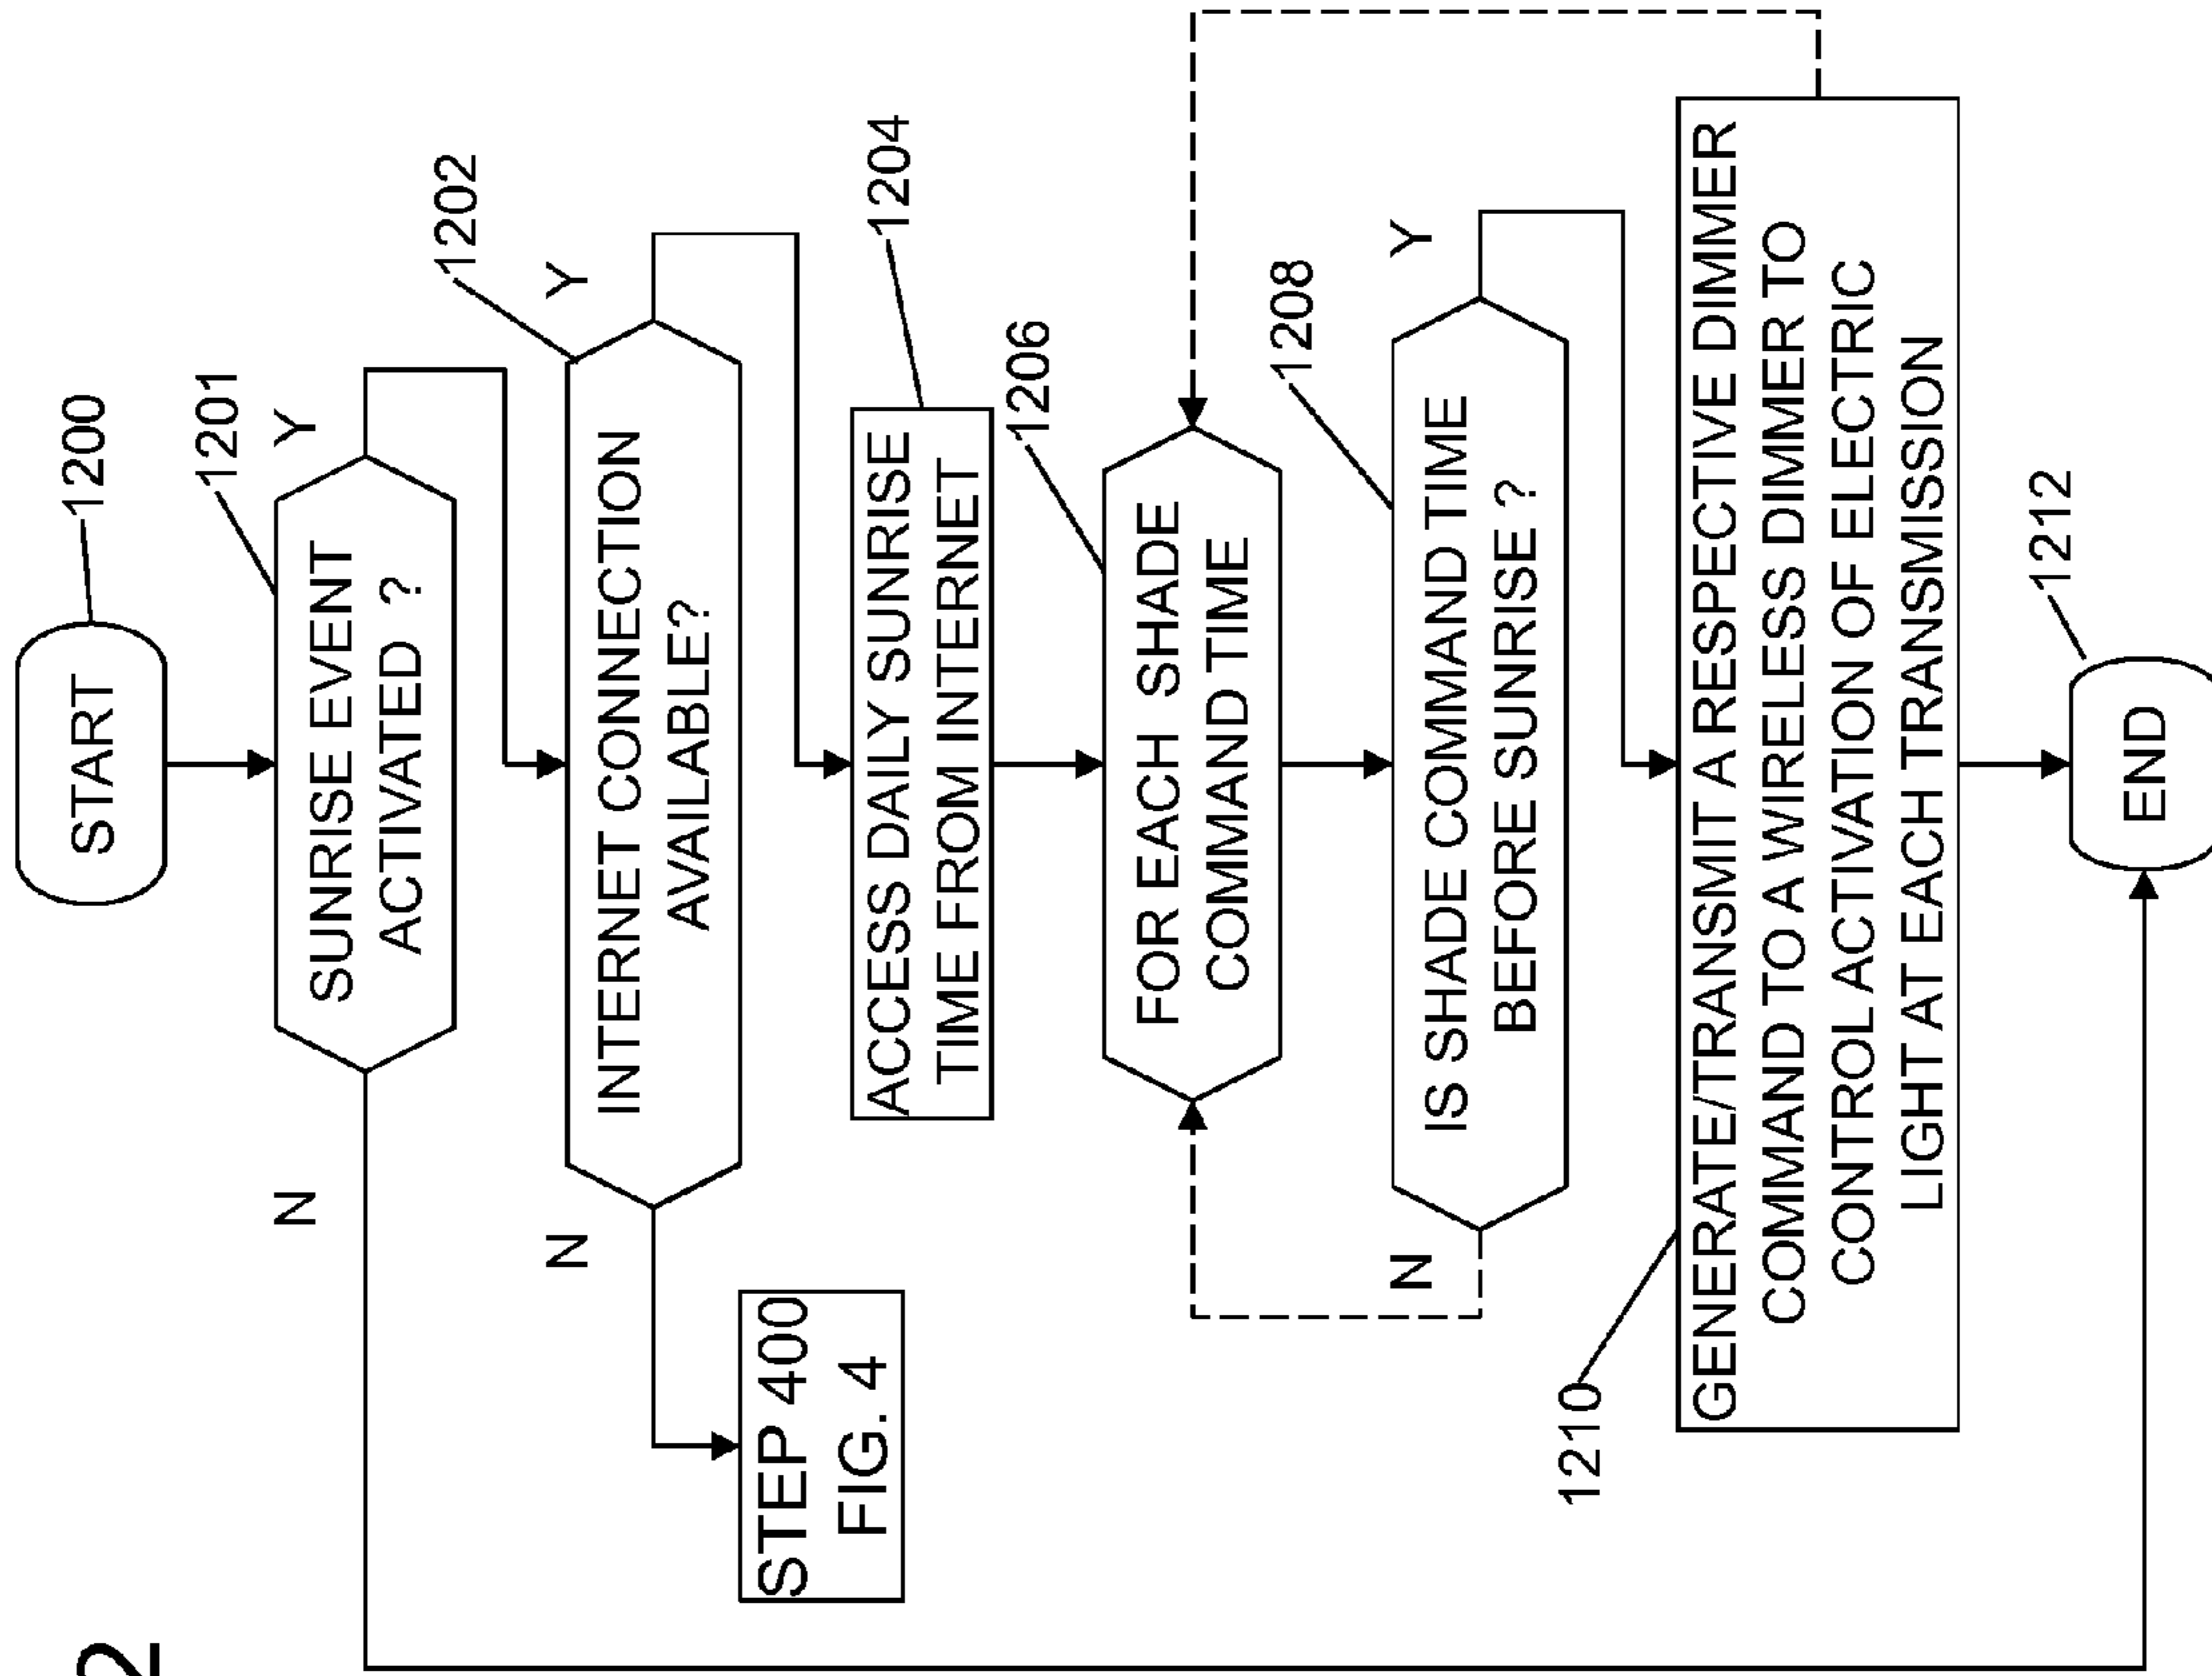 2
START
1200
1201
SUNRISE EVENT
ACTIVATED ?
Y
N
1202
INTERNET CONNECTION
AVAILABLE?
Y
N
STEP 400
FIG. 4
ACCESS DAILY SUNRISE
TIME FROM INTERNET
1204
1206
FOR EACH SHADE
COMMAND TIME
1208
IS SHADE COMMAND TIME
BEFORE SUNRISE ?
Y
N
1210
GENERATE/TRANSMIT A RESPECTIVE DIMMER
COMMAND TO A WIRELESS DIMMER TO
CONTROL ACTIVATION OF ELECTRIC
LIGHT AT EACH TRANSMISSION
1212
END